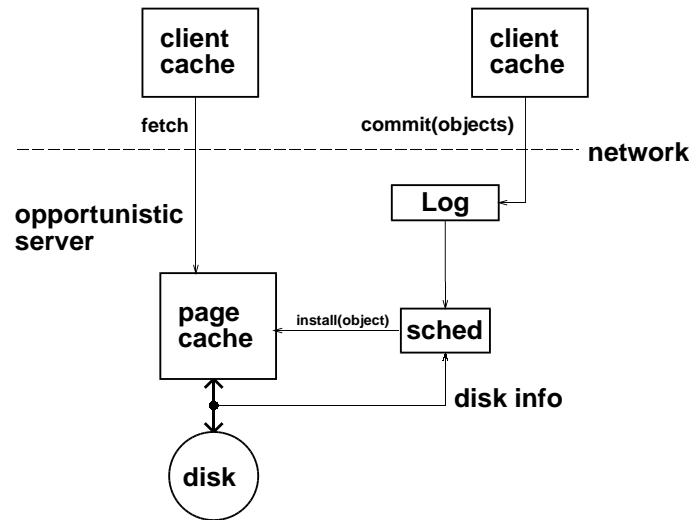 client
cache
client
cache
fetch
commit(objects)
network
opportunistic
server
Log
page
cache
install(object)
sched
disk info
disk